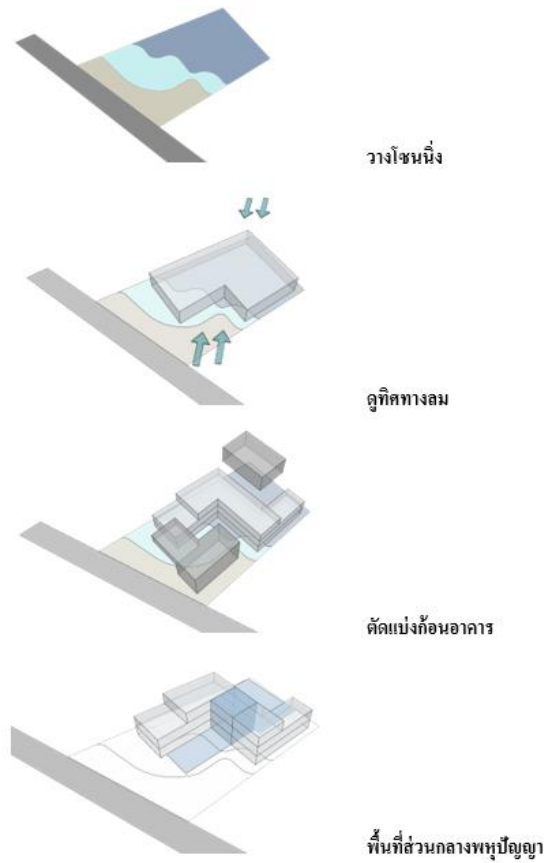 วางโซนนิ่ง
ดูทิศทางลม
ตัดแบ่งก้อนอาคาร
พื้นที่ส่วนกลางพหุปัญญา